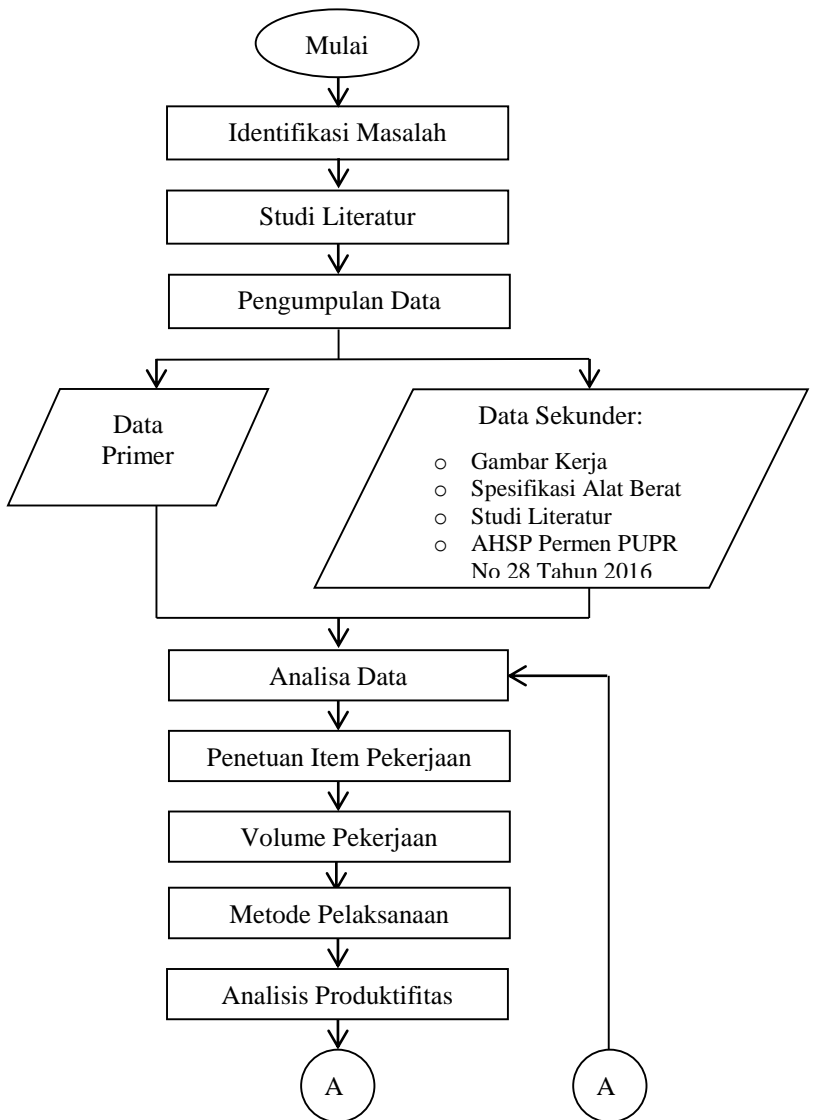 Mulai
Identifikasi Masalah
Studi Literatur
Pengumpulan Data
Data
Primer
Data Sekunder:
o Gambar Kerja
o Spesifikasi Alat Berat
o Studi Literatur
o AHSP Permen PUPR
No 28 Tahun 2016
Analisa Data
Penetuan Item Pekerjaan
Volume Pekerjaan
Metode Pelaksanaan
Analisis Produktifitas
A
A